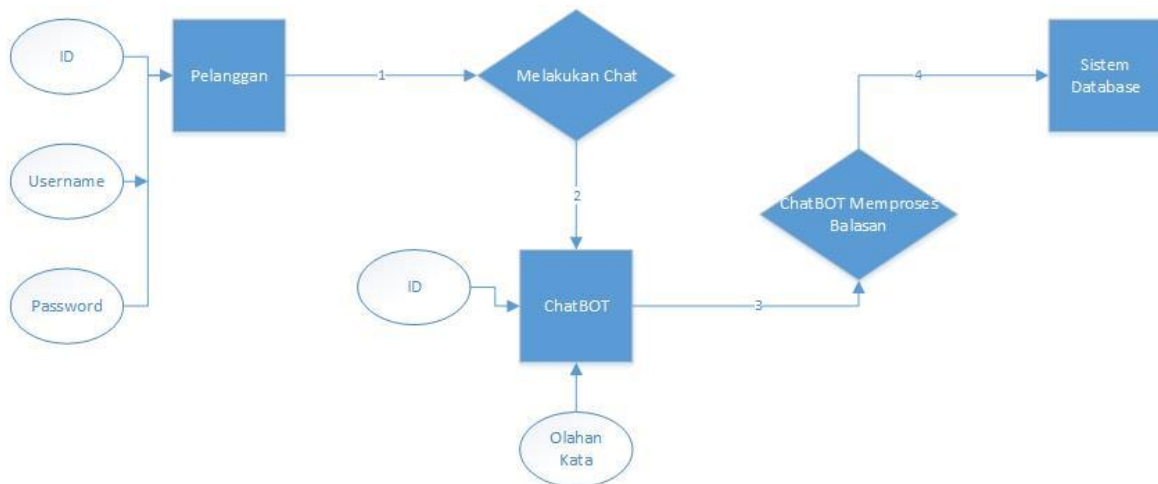 ID
Pelanggan
1
Melakukan Chat
4
Sistem
Database
Username
2
ChatBOT Memproses
Balasan
Password
ID
ChatBOT
3
Olahan
Kata